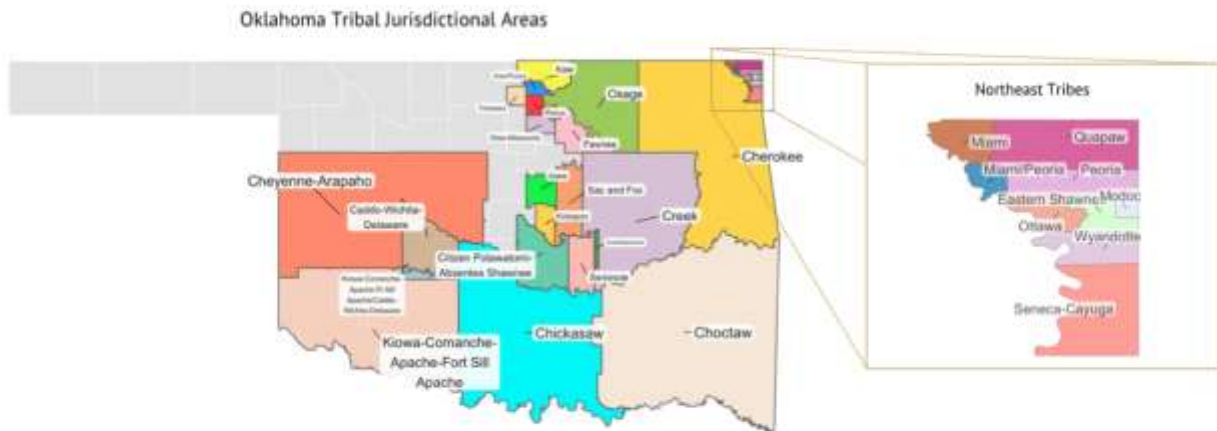 Oklahoma Tribal Jurisdictional Areas
Kaw
Osage
Pawnee
Cherokee
Cheyenne-Arapaho
Caddo-Wichita-
Delaware
Sac and Fox
Creek
Citizen Potawatomi-
Absentee Shawnee
Seminole
Kiowa-Comanche-
Apache-Fort Sill
Apache
Chickasaw
Choctaw
Northeast Tribes
Miami
Quapaw
Miami/Peoria
Peoria
Eastern Shawnee
Modoc
Ottawa
Wyandotte
Seneca-Cayuga